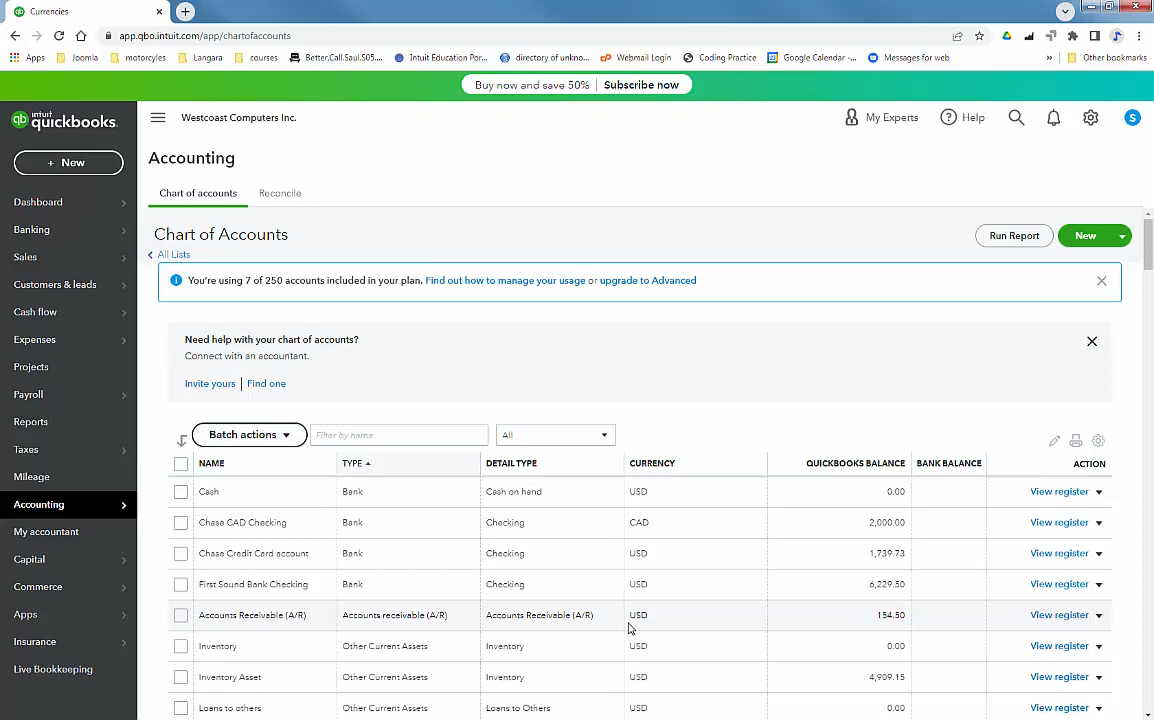 Currencies
app.qbo.intuit.com/app/chartofaccounts
Apps Joomla motorcyles Langara courses Better.Call.Saul.S05.... Intuit Education Por... directory of unkno... Webmail Login Coding Practice Google Calendar -... Messages for web » Other bookmarks
Buy now and save 50% Subscribe now
intuit quickbooks.
Westcoast Computers Inc.
My Experts Help S
+ New
Accounting
Chart of accounts Reconcile
Dashboard
Banking
Sales
Customers & leads
Cash flow
Expenses
Projects
Payroll
Reports
Taxes
Mileage
Accounting
My accountant
Capital
Commerce
Apps
Insurance
Live Bookkeeping
Chart of Accounts
Run Report New
All Lists
You're using 7 of 250 accounts included in your plan. Find out how to manage your usage or upgrade to Advanced
Need help with your chart of accounts?
Connect with an accountant.
Invite yours Find one
Batch actions Filter by name All
NAME TYPE DETAIL TYPE CURRENCY QUICKBOOKS BALANCE BANK BALANCE ACTION
Cash Bank Cash on hand USD 0.00 View register
Chase CAD Checking Bank Checking CAD 2,000.00 View register
Chase Credit Card account Bank Checking USD 1,739.73 View register
First Sound Bank Checking Bank Checking USD 6,229.50 View register
Accounts Receivable (A/R) Accounts receivable (A/R) Accounts Receivable (A/R) USD 154.50 View register
Inventory Other Current Assets Inventory USD 0.00 View register
Inventory Asset Other Current Assets Inventory USD 4,909.15 View register
Loans to others Other Current Assets Loans to Others USD 0.00 View register